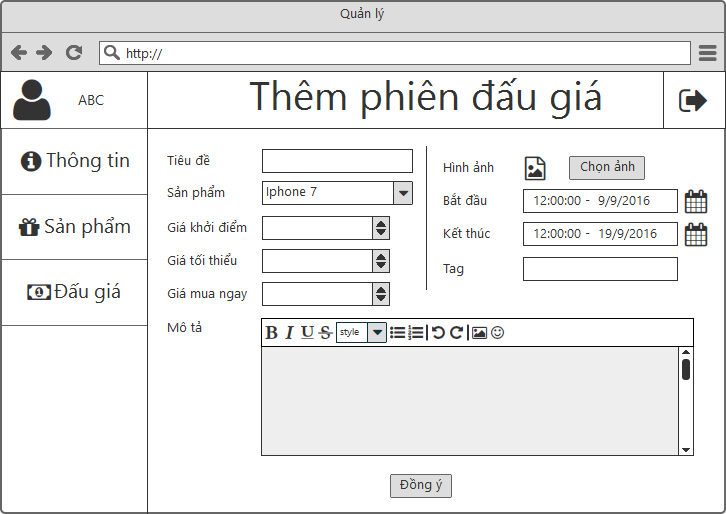 Quản lý
http://
ABC
Thêm phiên đấu giá
Thông tin
Sản phẩm
Đấu giá
Tiêu đề
Sản phẩm
Iphone 7
Giá khởi điểm
Giá tối thiểu
Giá mua ngay
Hình ảnh
Chọn ảnh
Bắt đầu
12:00:00 - 9/9/2016
Kết thúc
12:00:00 - 19/9/2016
Tag
Mô tả
B I U S style
Đồng ý